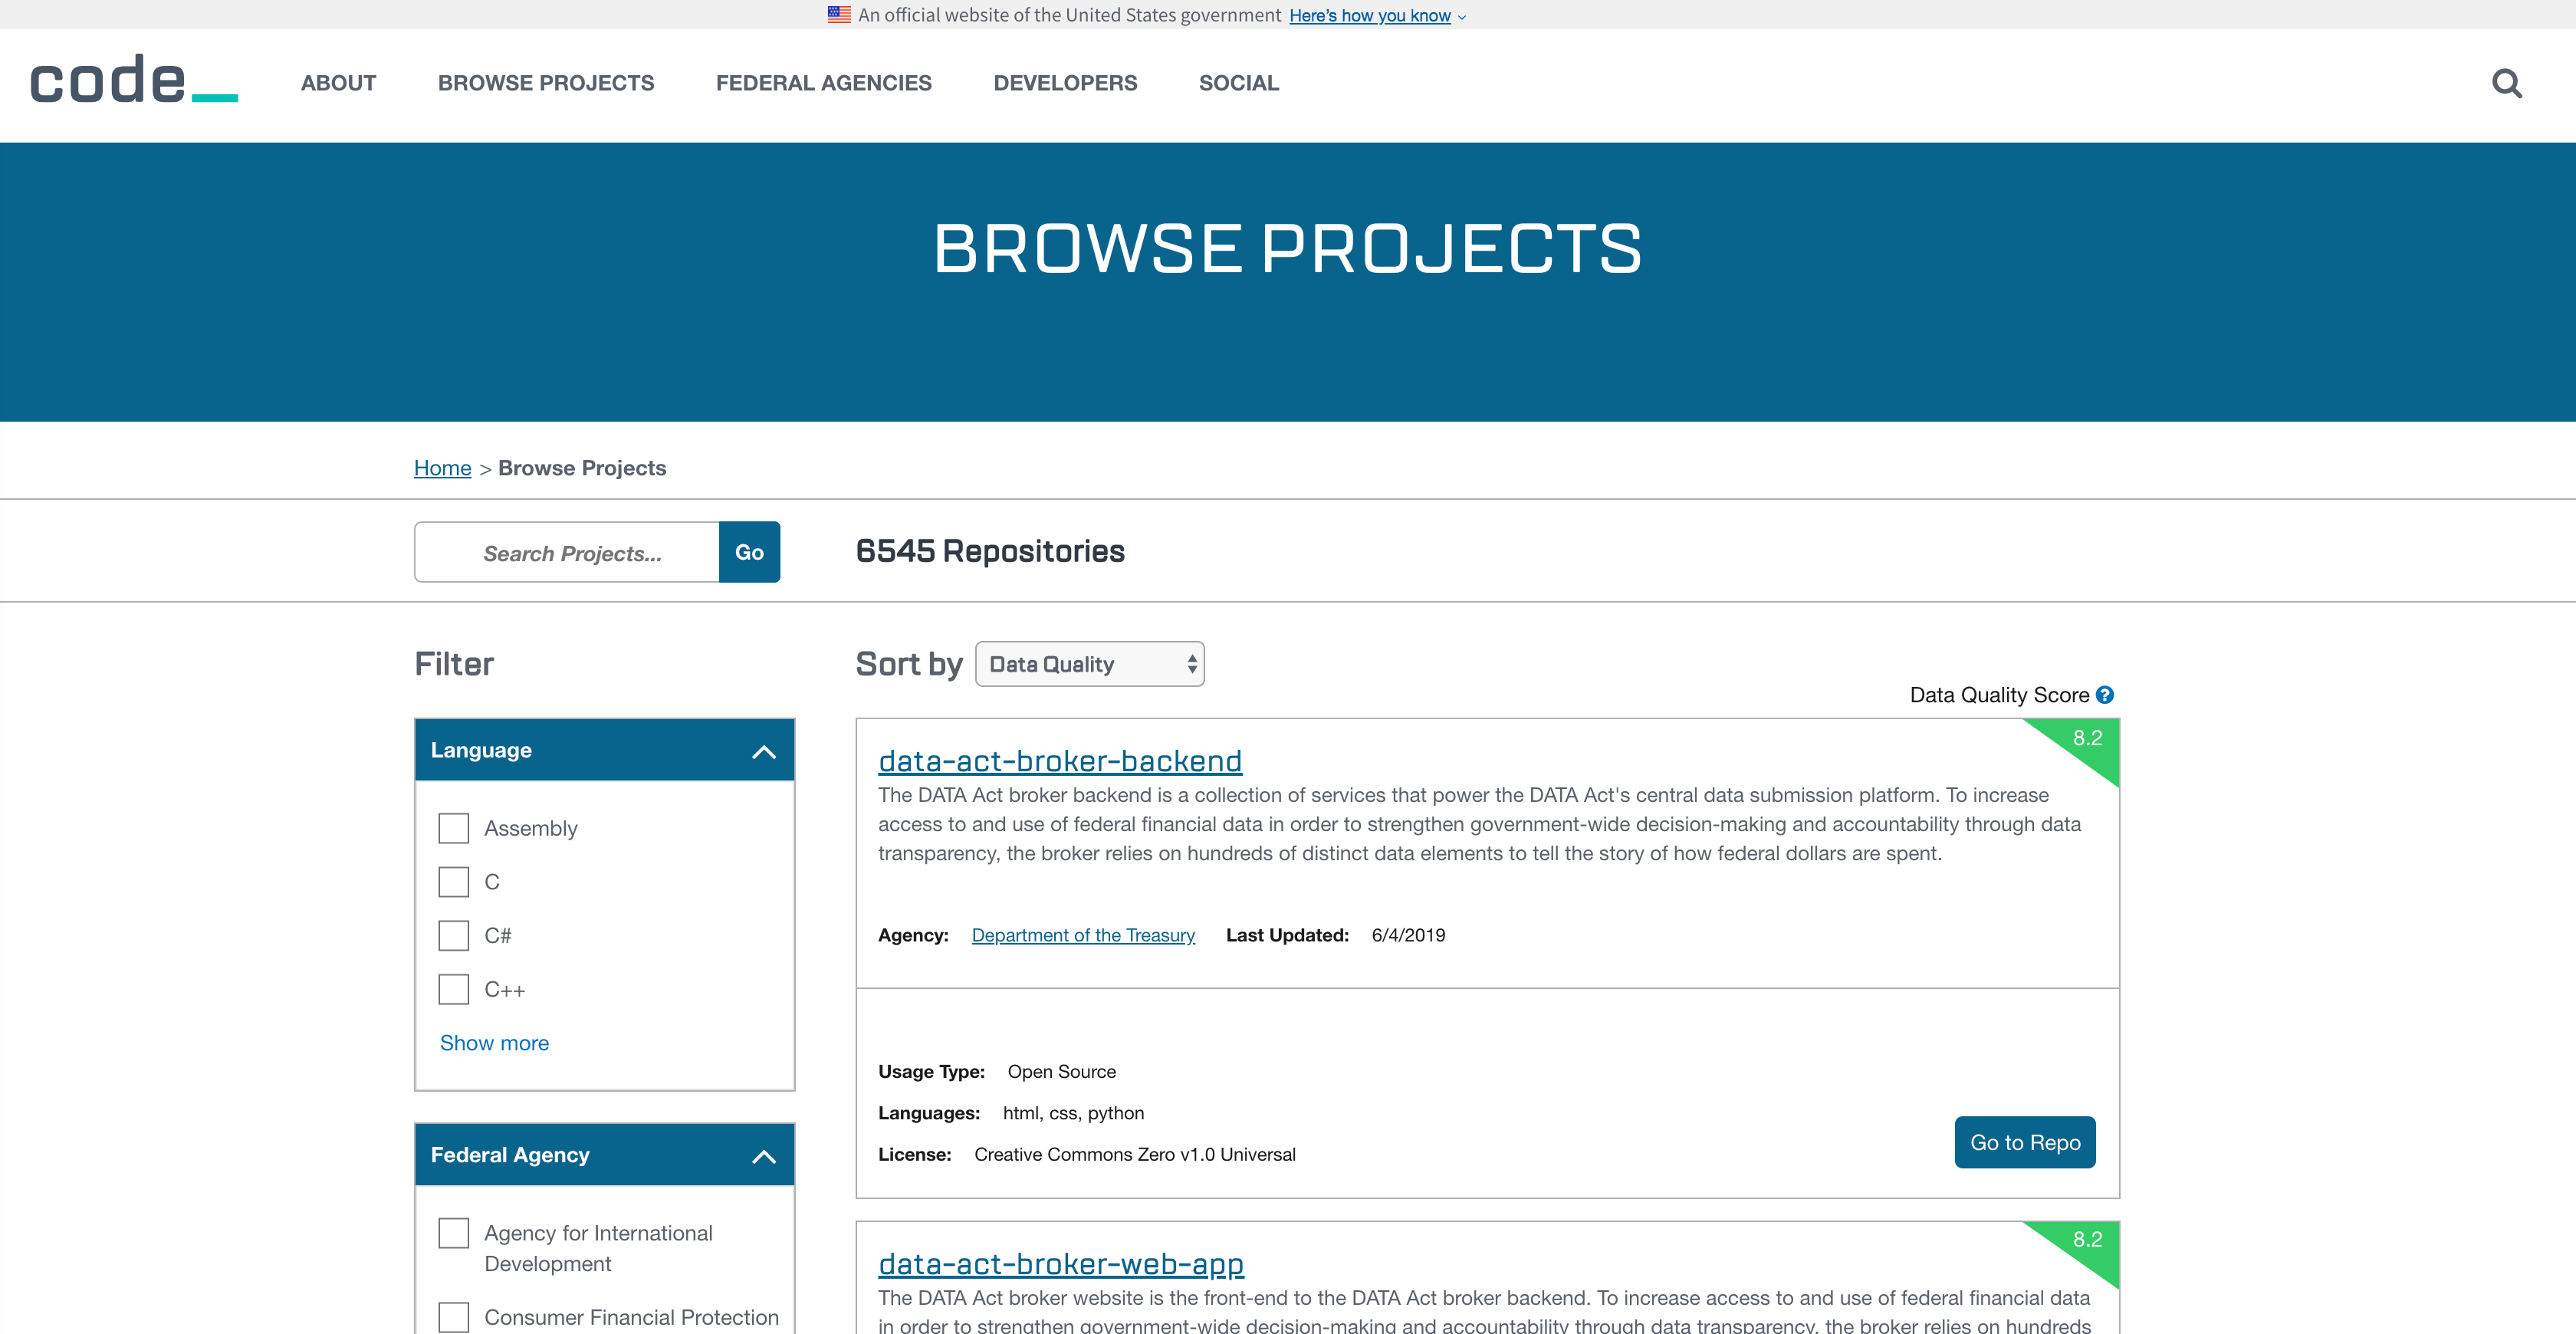 An official website of the United States government Here's how you know
code_
ABOUT BROWSE PROJECTS FEDERAL AGENCIES DEVELOPERS SOCIAL
BROWSE PROJECTS
Home > Browse Projects
Search Projects... Go
6545 Repositories
Filter
Language
Assembly
C
C#
C++
Show more
Federal Agency
Agency for International
Development
Consumer Financial Protection
Sort by Data Quality
Data Quality Score ?
8.2
data-act-broker-backend
The DATA Act broker backend is a collection of services that power the DATA Act's central data submission platform. To increase
access to and use of federal financial data in order to strengthen government-wide decision-making and accountability through data
transparency, the broker relies on hundreds of distinct data elements to tell the story of how federal dollars are spent.
Agency: Department of the Treasury Last Updated: 6/4/2019
Usage Type: Open Source
Languages: html, css, python
License: Creative Commons Zero v1.0 Universal
Go to Repo
8.2
data-act-broker-web-app
The DATA Act broker website is the front-end to the DATA Act broker backend. To increase access to and use of federal financial data
in order to strengthen government-wide decision-making and accountability through data transparency, the broker relies on hundreds